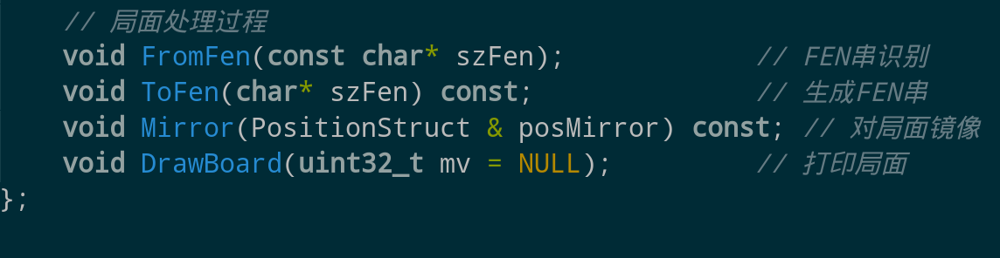 // 局面处理过程
void FromFen(const char* szFen); // FEN串识别
void ToFen(char* szFen) const; // 生成FEN串
void Mirror(PositionStruct & posMirror) const; // 对局面镜像
void DrawBoard(uint32_t mv = NULL); // 打印局面
};